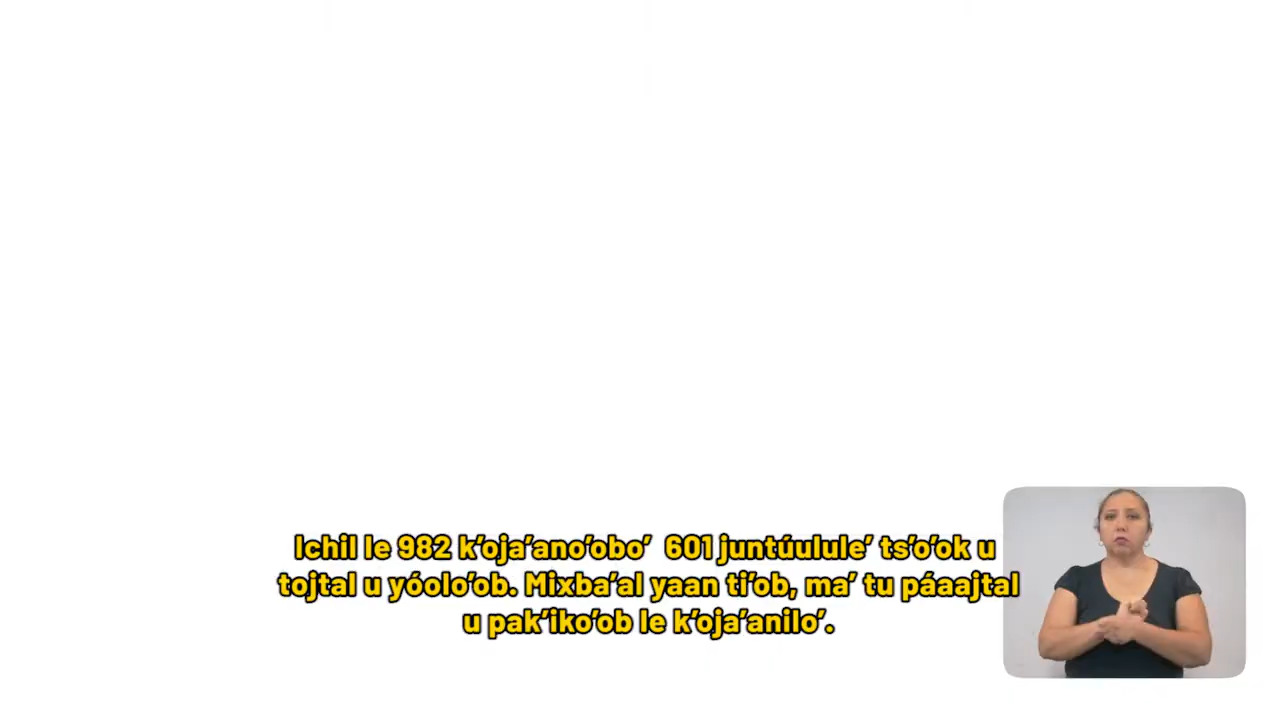 Ichil le 982 k’oja’ano’obo’ 601 juntúulule’ ts’o’ok u
tojtal u yóolo’ob. Mixba’al yaan ti’ob, ma’ tu páaajtal
u pak’iko’ob le k’oja’anilo’.